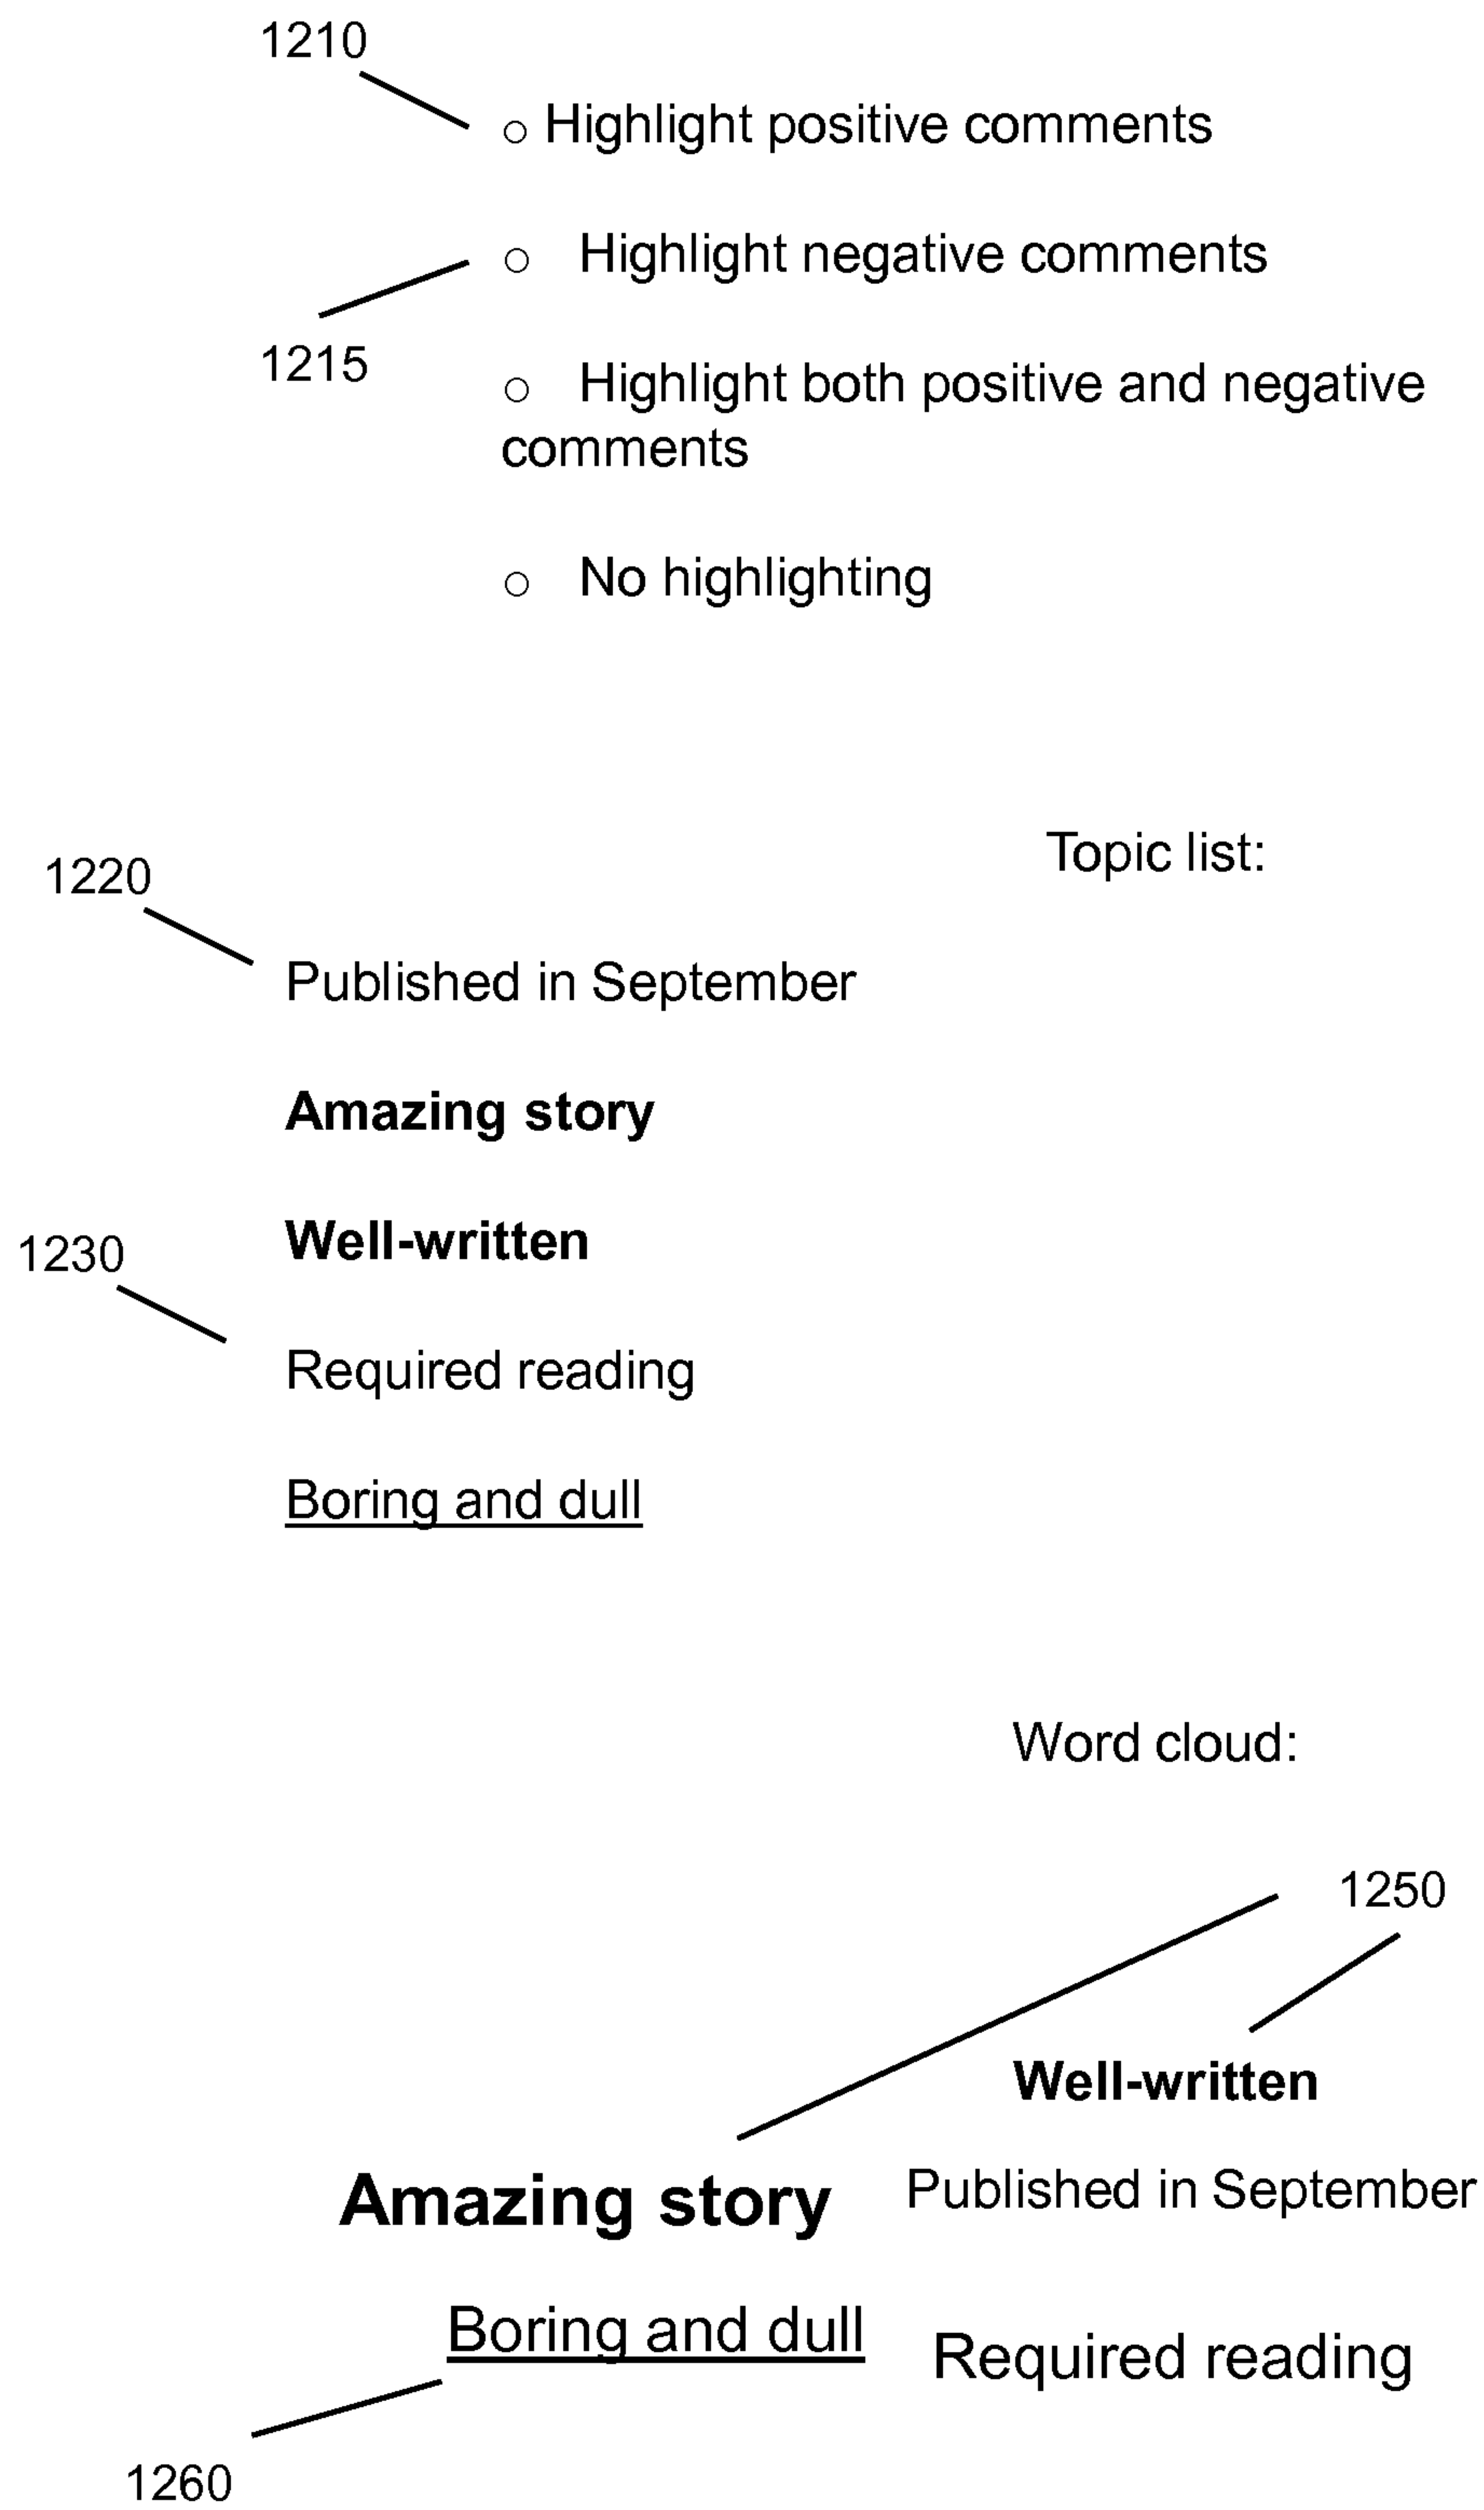 1210
○ Highlight positive comments
○ Highlight negative comments
1215
○ Highlight both positive and negative
comments
○ No highlighting
Topic list:
1220
Published in September
Amazing story
Well-written
1230
Required reading
Boring and dull
Word cloud:
1250
Well-written
Published in September
Amazing story
Boring and dull
Required reading
1260